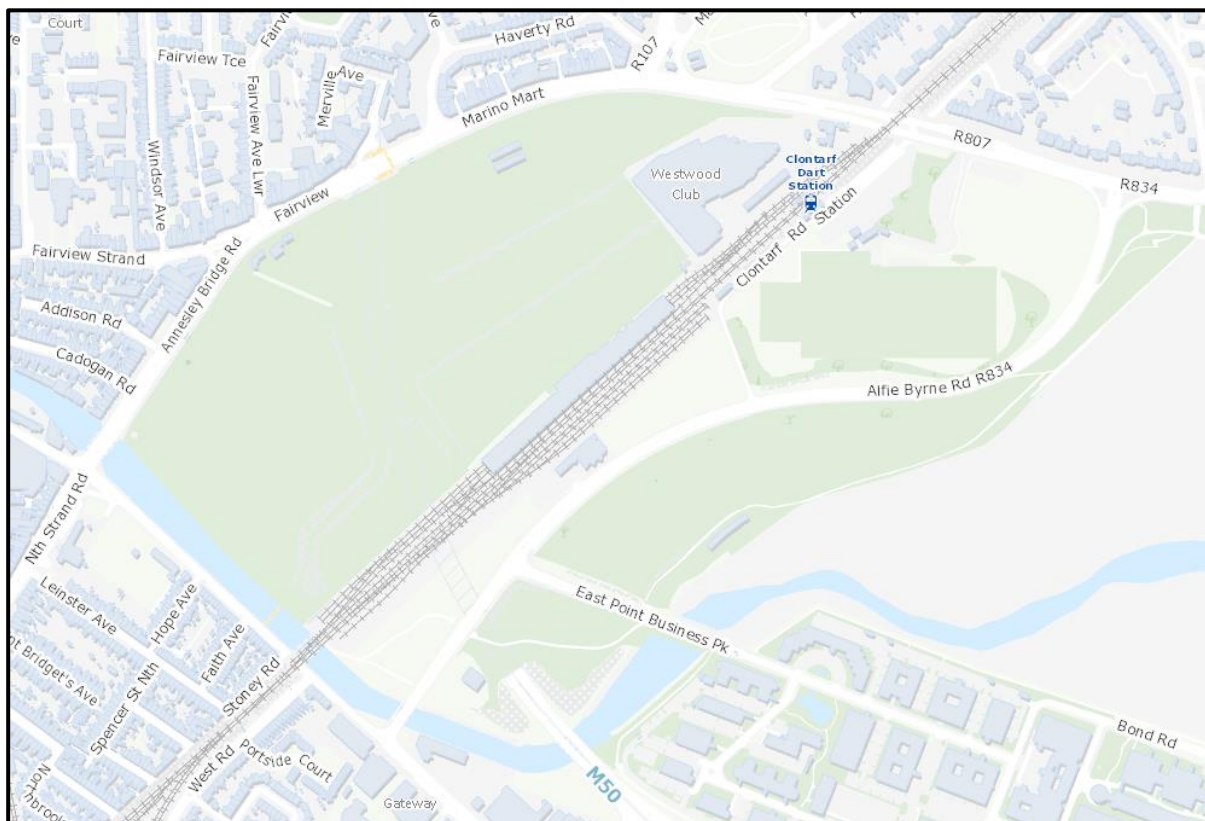 Court
Haverty Rd
Fairview Tce
Merville Ave
R107
Fairview Ave Lwr
Marino Mart
Windsor Ave
R807
Clontarf
Dart
Station
Westwood
Club
R834
Fairview
Clontarf Rd Station
Fairview Strand
Annesley Bridge Rd
Addison Rd
Cadogan Rd
Alfie Byrne Rd R834
Nth Strand Rd
Leinster Ave
Hope Ave
East Point Business Pk
Faith Ave
Bridget's Ave
Spencer St Nth
Stoney Rd
West Rd
Portside Court
Bond Rd
M50
Gateway